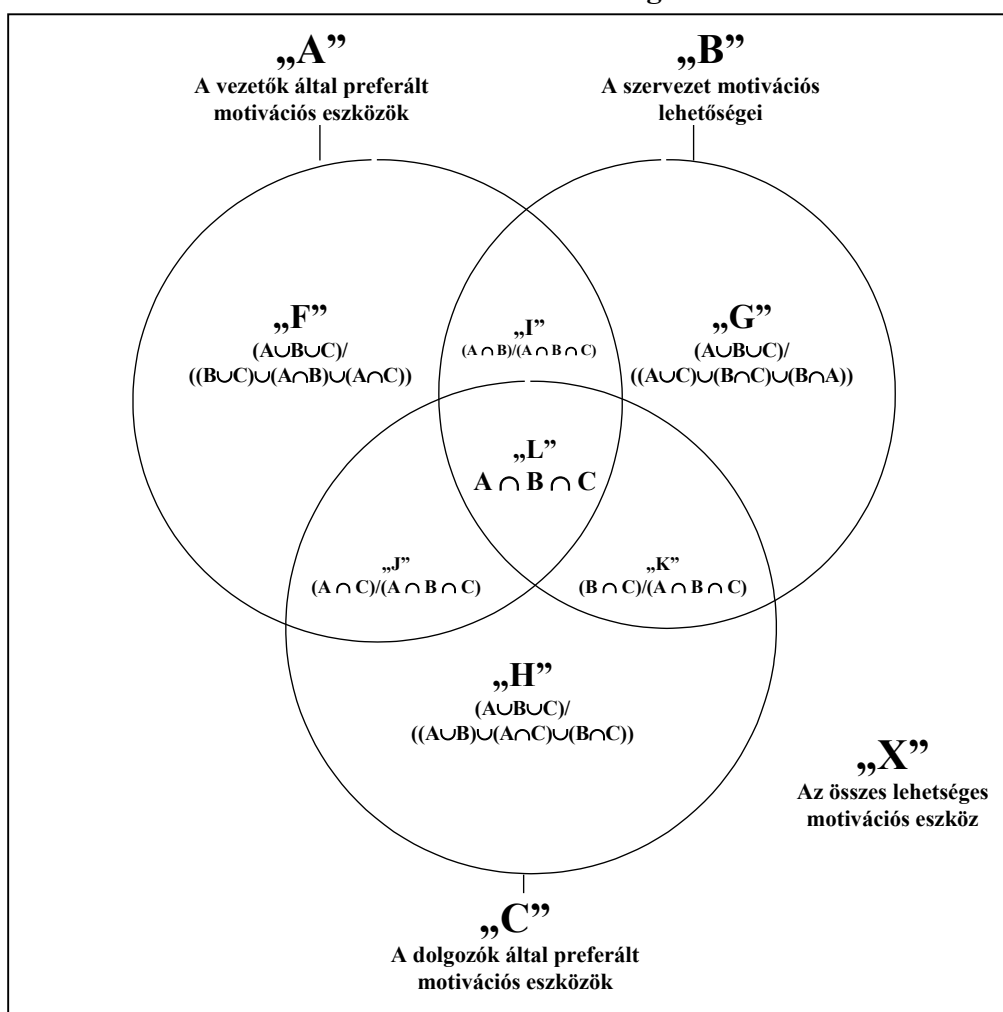 „A”
A vezetők által preferált
motivációs eszközök
„B”
A szervezet motivációs
lehetőségei
„F”
(A∪B∪C)/
((B∪C)∪(A∩B)∪(A∩C))
„I”
(A ∩ B)/(A ∩ B ∩ C)
„G”
(A∪B∪C)/
((A∪C)∪(B∩C)∪(B∩A))
„L”
A ∩ B ∩ C
„J”
(A ∩ C)/(A ∩ B ∩ C)
„K”
(B ∩ C)/(A ∩ B ∩ C)
„H”
(A∪B∪C)/
((A∪B)∪(A∩C)∪(B∩C))
„X”
Az összes lehetséges
motivációs eszköz
„C”
A dolgozók által preferált
motivációs eszközök